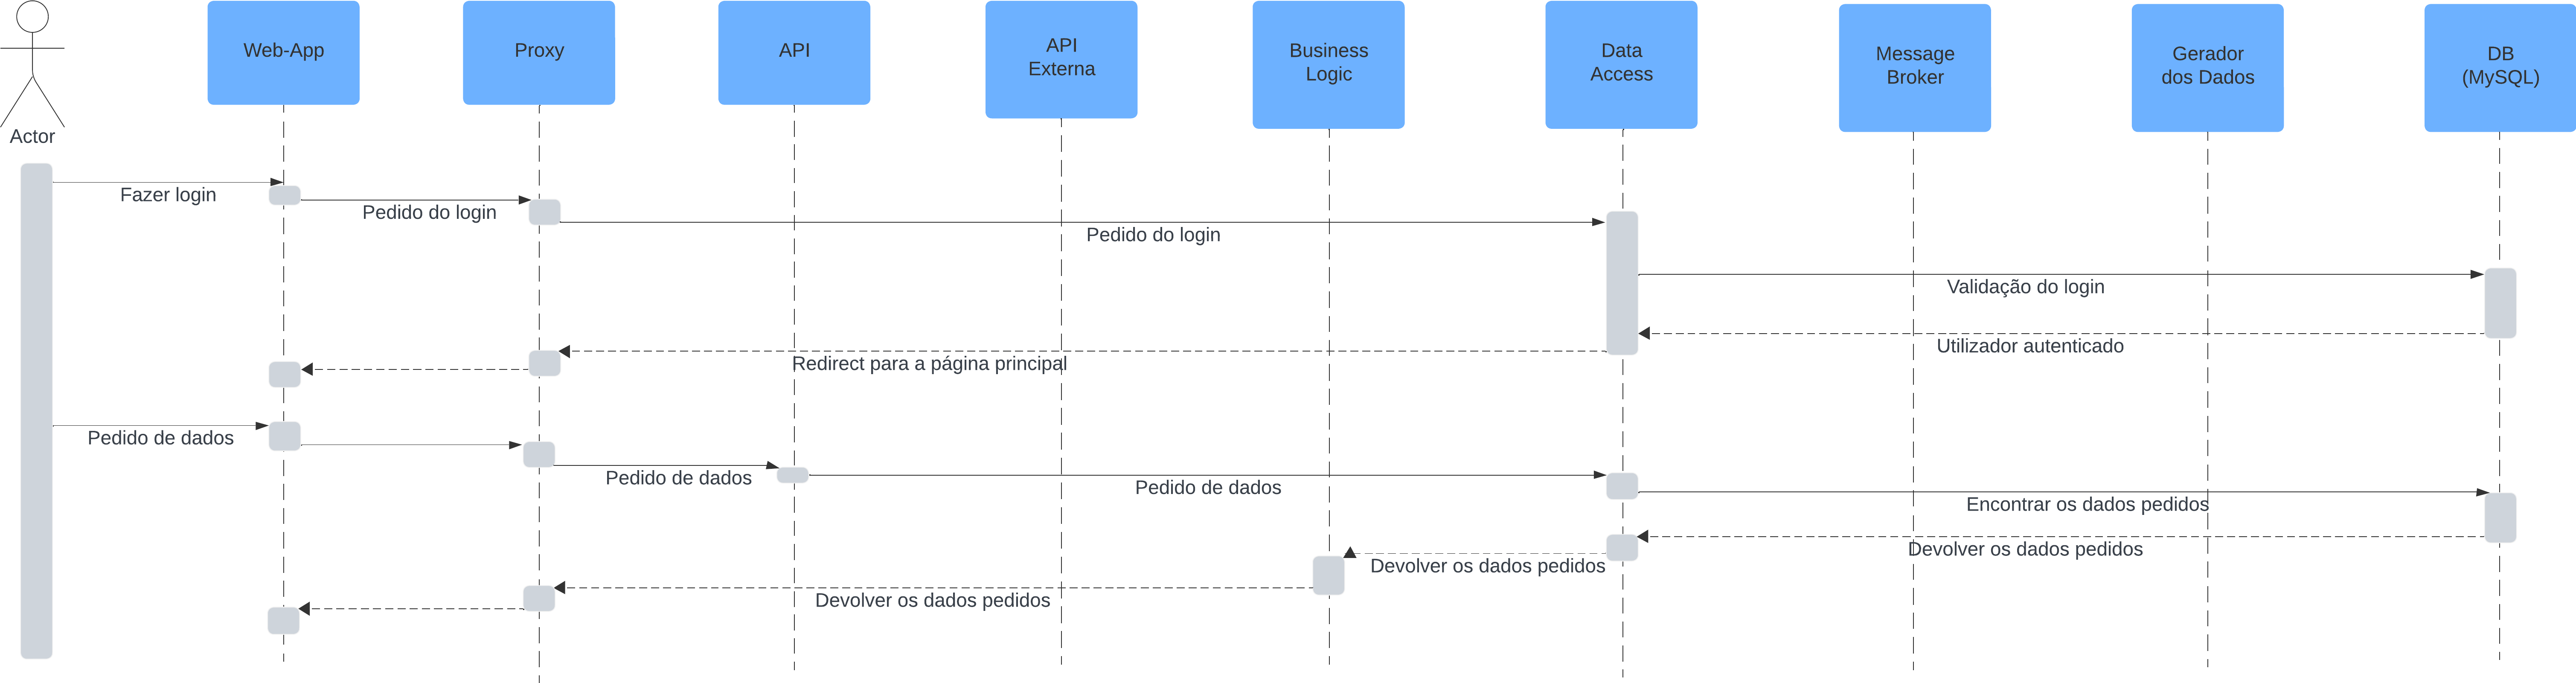 Actor
Web-App
Proxy
API
API
Externa
Business
Logic
Data
Access
Message
Broker
Gerador
dos Dados
DB
(MySQL)
Fazer login
Pedido do login
Pedido do login
Validação do login
Utilizador autenticado
Redirect para a página principal
Pedido de dados
Pedido de dados
Pedido de dados
Encontrar os dados pedidos
Devolver os dados pedidos
Devolver os dados pedidos
Devolver os dados pedidos